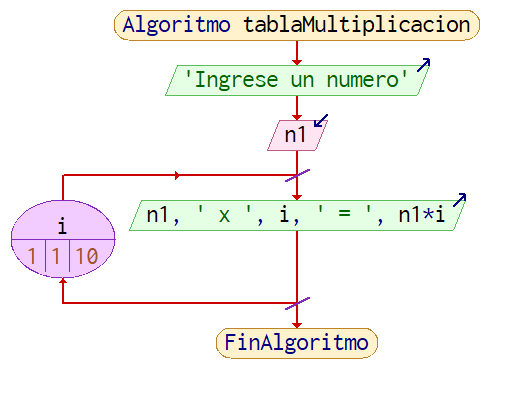 Algoritmo tablaMultiplicacion
'Ingrese un numero'
n1
i
1 1 10
n1, ' x ', i, ' = ', n1*i
FinAlgoritmo